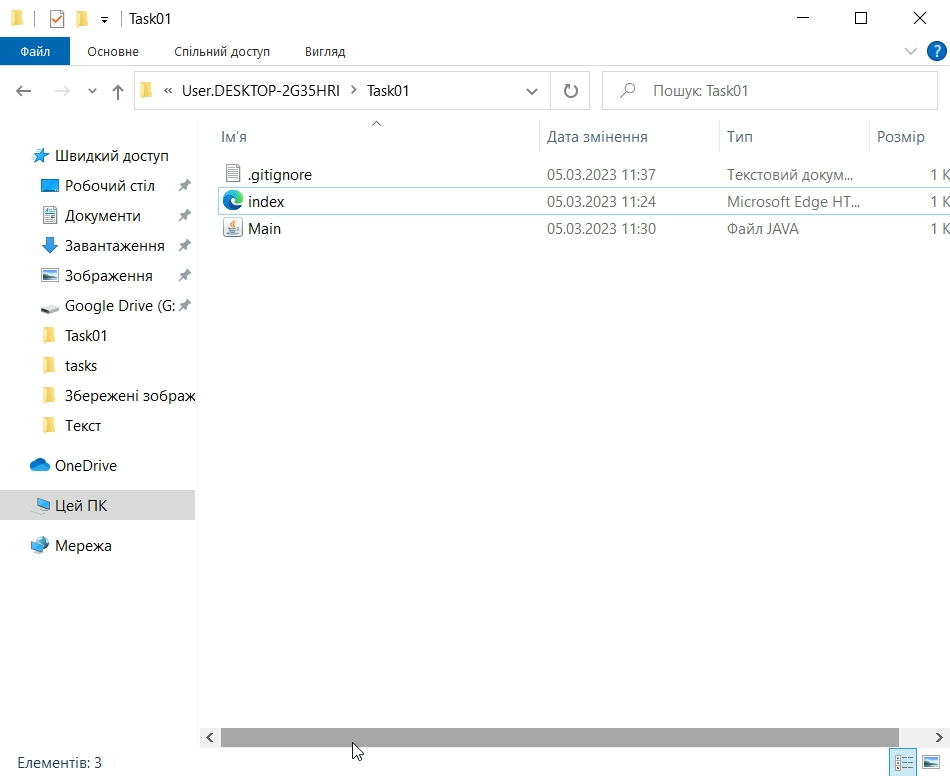 Task01
Файл Основне Спільний доступ Вигляд ?
« User.DESKTOP-2G35HRI > Task01 Пошук: Task01
Ім'я Дата змінення Тип Розмір
.gitignore 05.03.2023 11:37 Текстовий докум... 1 К
index 05.03.2023 11:24 Microsoft Edge HT... 1 К
Main 05.03.2023 11:30 Файл JAVA 1 К
Швидкий доступ
Робочий стіл
Документи
Завантаження
Зображення
Google Drive (G:
Task01
tasks
Збережені зображ
Текст
OneDrive
Цей ПК
Мережа
Елементів: 3